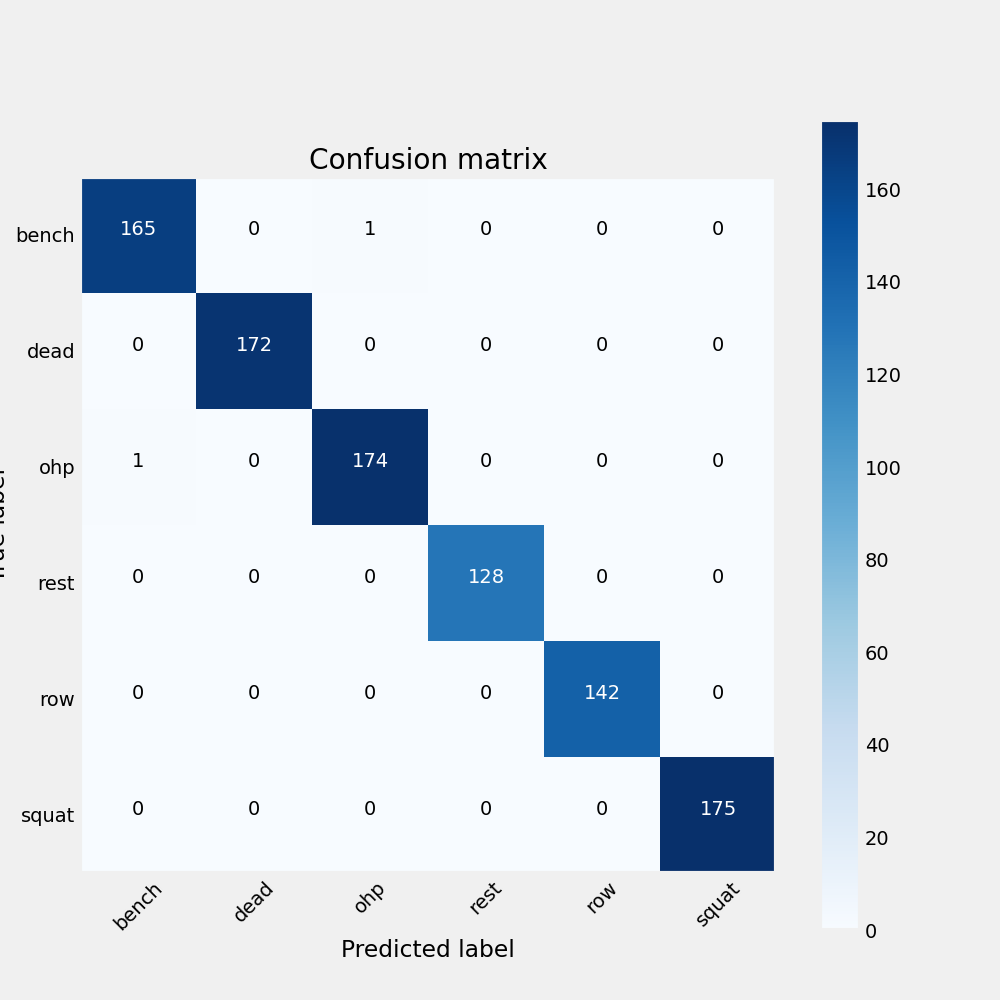 Confusion matrix
bench 165 0 1 0 0 0
dead 0 172 0 0 0 0
ohp 1 0 174 0 0 0
rest 0 0 0 128 0 0
row 0 0 0 0 142 0
squat 0 0 0 0 0 175
bench dead ohp rest row squat
Predicted label
160
140
120
100
80
60
40
20
0